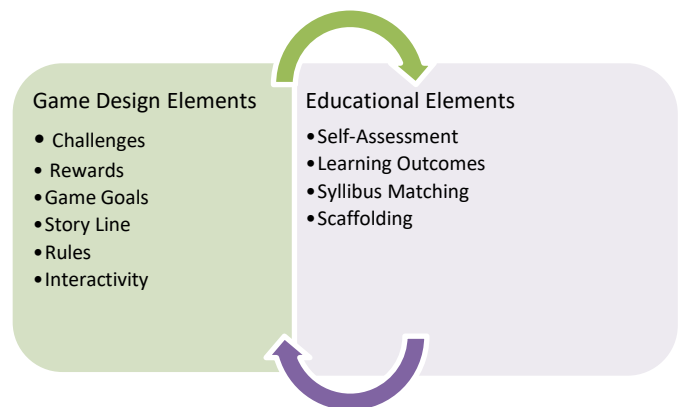 Game Design Elements
• Challenges
• Rewards
•Game Goals
•Story Line
•Rules
•Interactivity
Educational Elements
•Self-Assessment
•Learning Outcomes
•Syllibus Matching
•Scaffolding